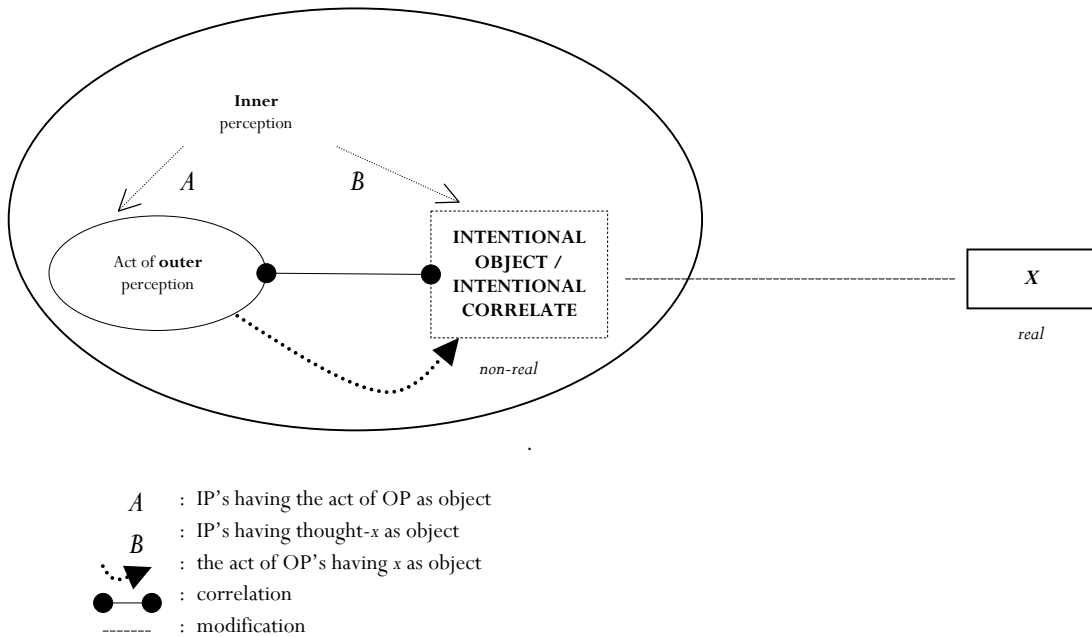 Inner
perception
A
B
Act of outer
perception
INTENTIONAL
OBJECT /
INTENTIONAL
CORRELATE
X
real
non-real
A : IP’s having the act of OP as object
B : IP’s having thought-x as object
: the act of OP’s having x as object
: correlation
: modification